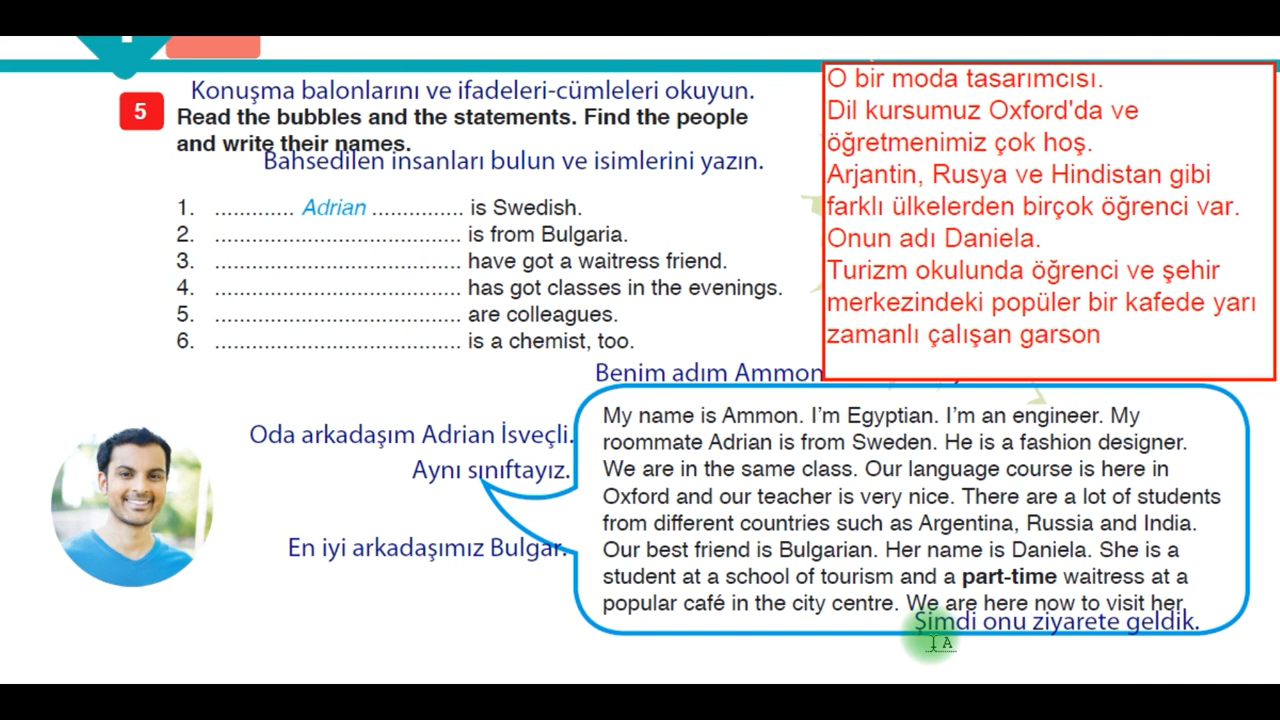 Konuşma balonlarını ve ifadeleri-cümleleri okuyun.
5
Read the bubbles and the statements. Find the people
and write their names.
Bahsedilen insanları bulun ve isimlerini yazın.
1. ............. Adrian ............... is Swedish.
2. ........................................ is from Bulgaria.
3. ........................................ have got a waitress friend.
4. ........................................ has got classes in the evenings.
5. ........................................ are colleagues.
6. ........................................ is a chemist, too.
O bir moda tasarımcısı.
Dil kursumuz Oxford'da ve
öğretmenimiz çok hoş.
Arjantin, Rusya ve Hindistan gibi
farklı ülkelerden birçok öğrenci var.
Onun adı Daniela.
Turizm okulunda öğrenci ve şehir
merkezindeki popüler bir kafede yarı
zamanlı çalışan garson
Benim adım Ammon
Oda arkadaşım Adrian İsveçli.
Aynı sınıftayız.
En iyi arkadaşımız Bulgar.
My name is Ammon. I'm Egyptian. I'm an engineer. My
roommate Adrian is from Sweden. He is a fashion designer.
We are in the same class. Our language course is here in
Oxford and our teacher is very nice. There are a lot of students
from different countries such as Argentina, Russia and India.
Our best friend is Bulgarian. Her name is Daniela. She is a
student at a school of tourism and a part-time waitress at a
popular café in the city centre. We are here now to visit her.
Şimdi onu ziyarete geldik.
A